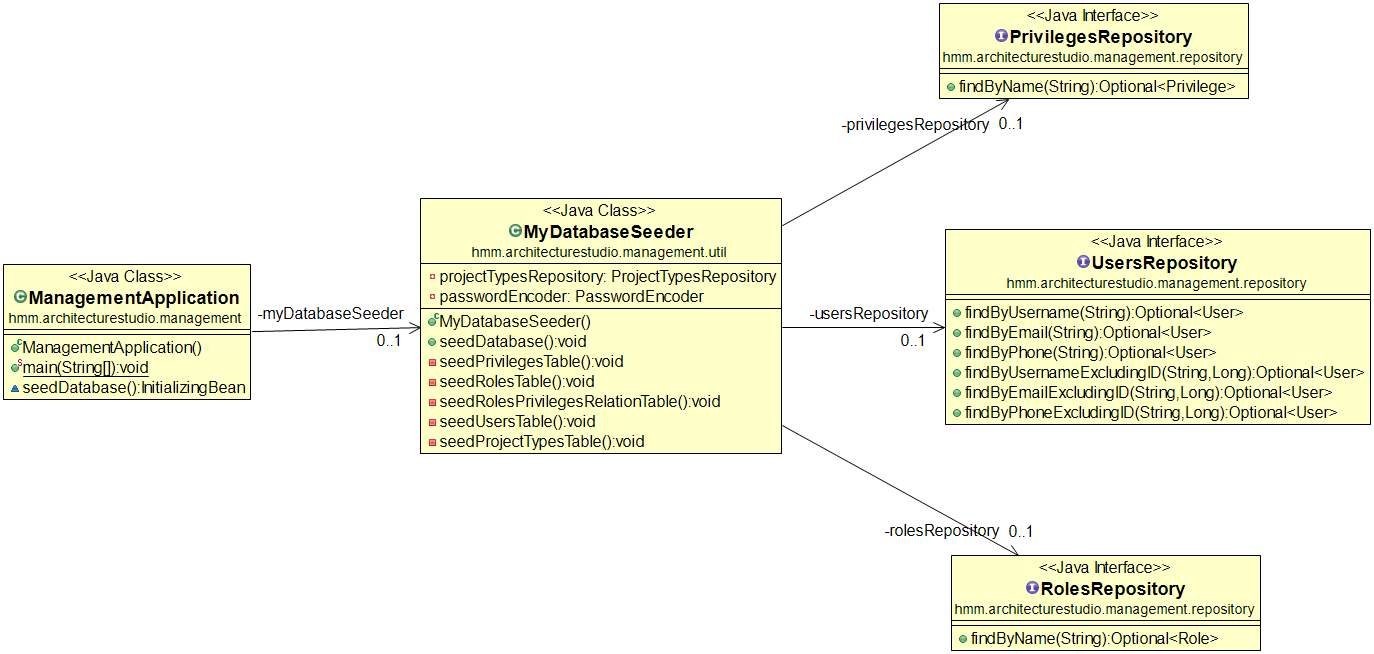 <<Java Interface>>
PrivilegesRepository
hmm.architecturestudio.management.repository
findByName(String):Optional<Privilege>
-privilegesRepository 0..1
<<Java Class>>
MyDatabaseSeeder
hmm.architecturestudio.management.util
projectTypesRepository: ProjectTypesRepository
passwordEncoder: PasswordEncoder
MyDatabaseSeeder()
seedDatabase():void
seedPrivilegesTable():void
seedRolesTable():void
seedRolesPrivilegesRelationTable():void
seedUsersTable():void
seedProjectTypesTable():void
<<Java Class>>
ManagementApplication
hmm.architecturestudio.management
ManagementApplication()
main(String[]):void
seedDatabase():InitializingBean
-myDatabaseSeeder
0..1
-usersRepository
0..1
<<Java Interface>>
UsersRepository
hmm.architecturestudio.management.repository
findByUsername(String):Optional<User>
findByEmail(String):Optional<User>
findByPhone(String):Optional<User>
findByUsernameExcludingID(String,Long):Optional<User>
findByEmailExcludingID(String,Long):Optional<User>
findByPhoneExcludingID(String,Long):Optional<User>
-rolesRepository 0..1
<<Java Interface>>
RolesRepository
hmm.architecturestudio.management.repository
findByName(String):Optional<Role>